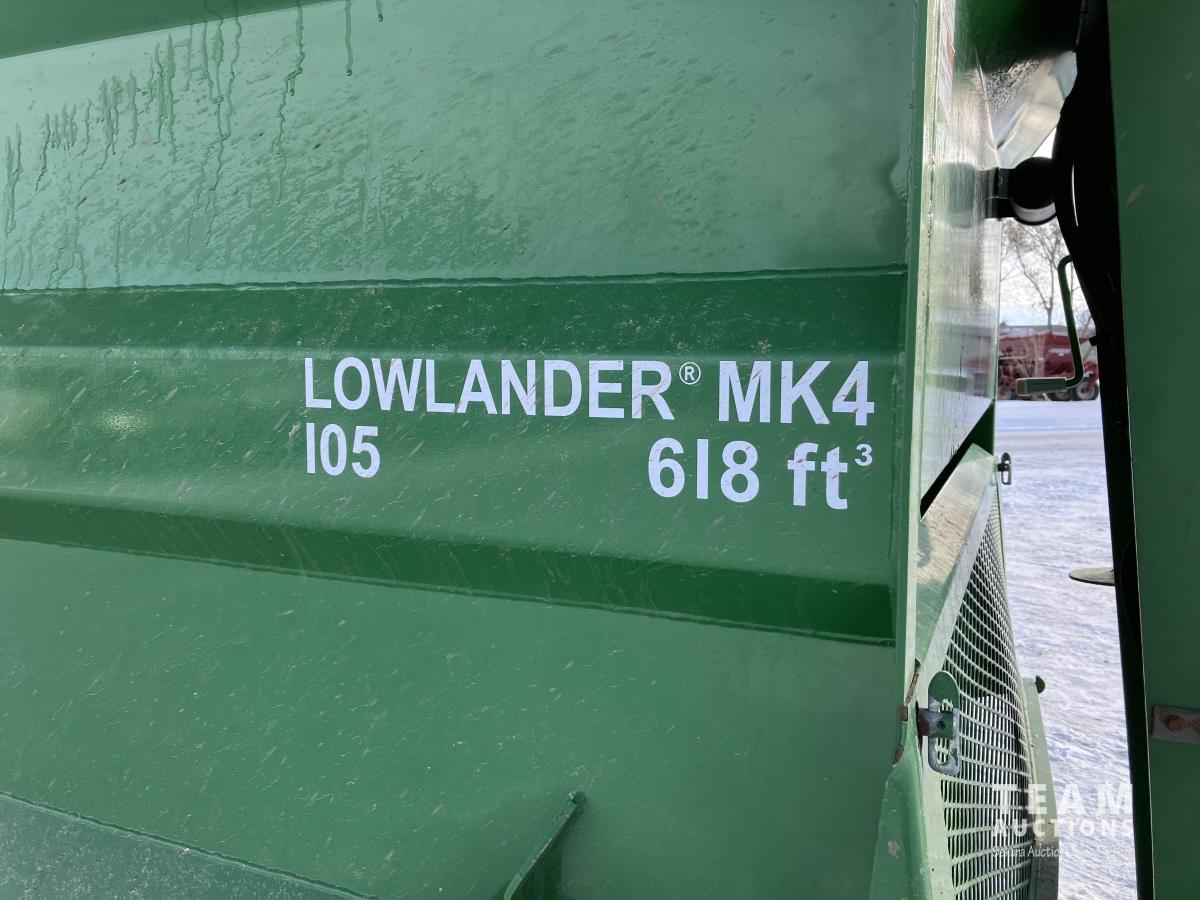 LOWLANDER® MK4
105 618 ft³
TEAM
AUCTIONS